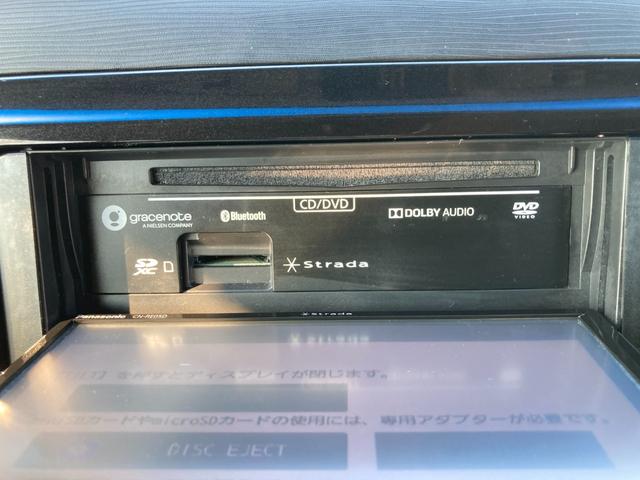 gracenote
A NIELSEN COMPANY
Bluetooth
CD/DVD
DOLBY AUDIO
DVD
VIDEO
SD
XC
Strada
Panasonic CN-RE05D Strada
を押すとディスプレイが閉じます。
カードやmicroSDカードの使用には、専用アダプターが必要です。
DISC EJECT